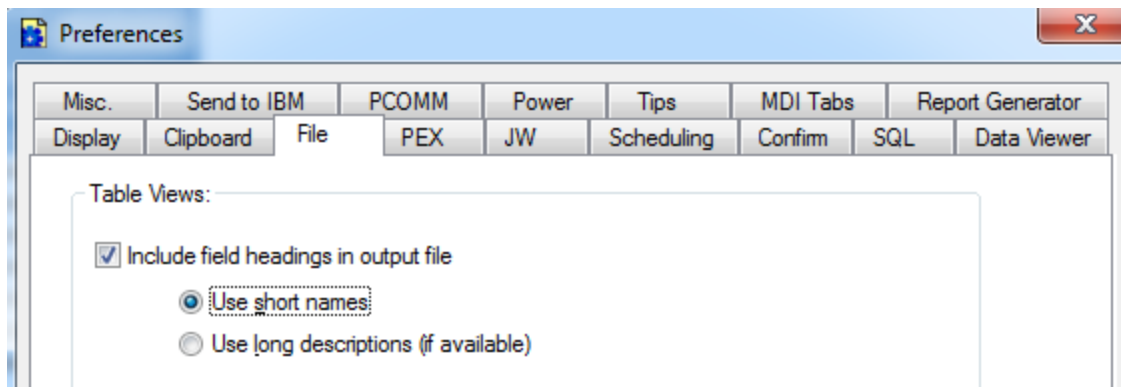 Preferences
Misc. Send to IBM PCOMM Power Tips MDI Tabs Report Generator
Display Clipboard File PEX JW Scheduling Confirm SQL Data Viewer
Table Views:
Include field headings in output file
Use short names
Use long descriptions (if available)